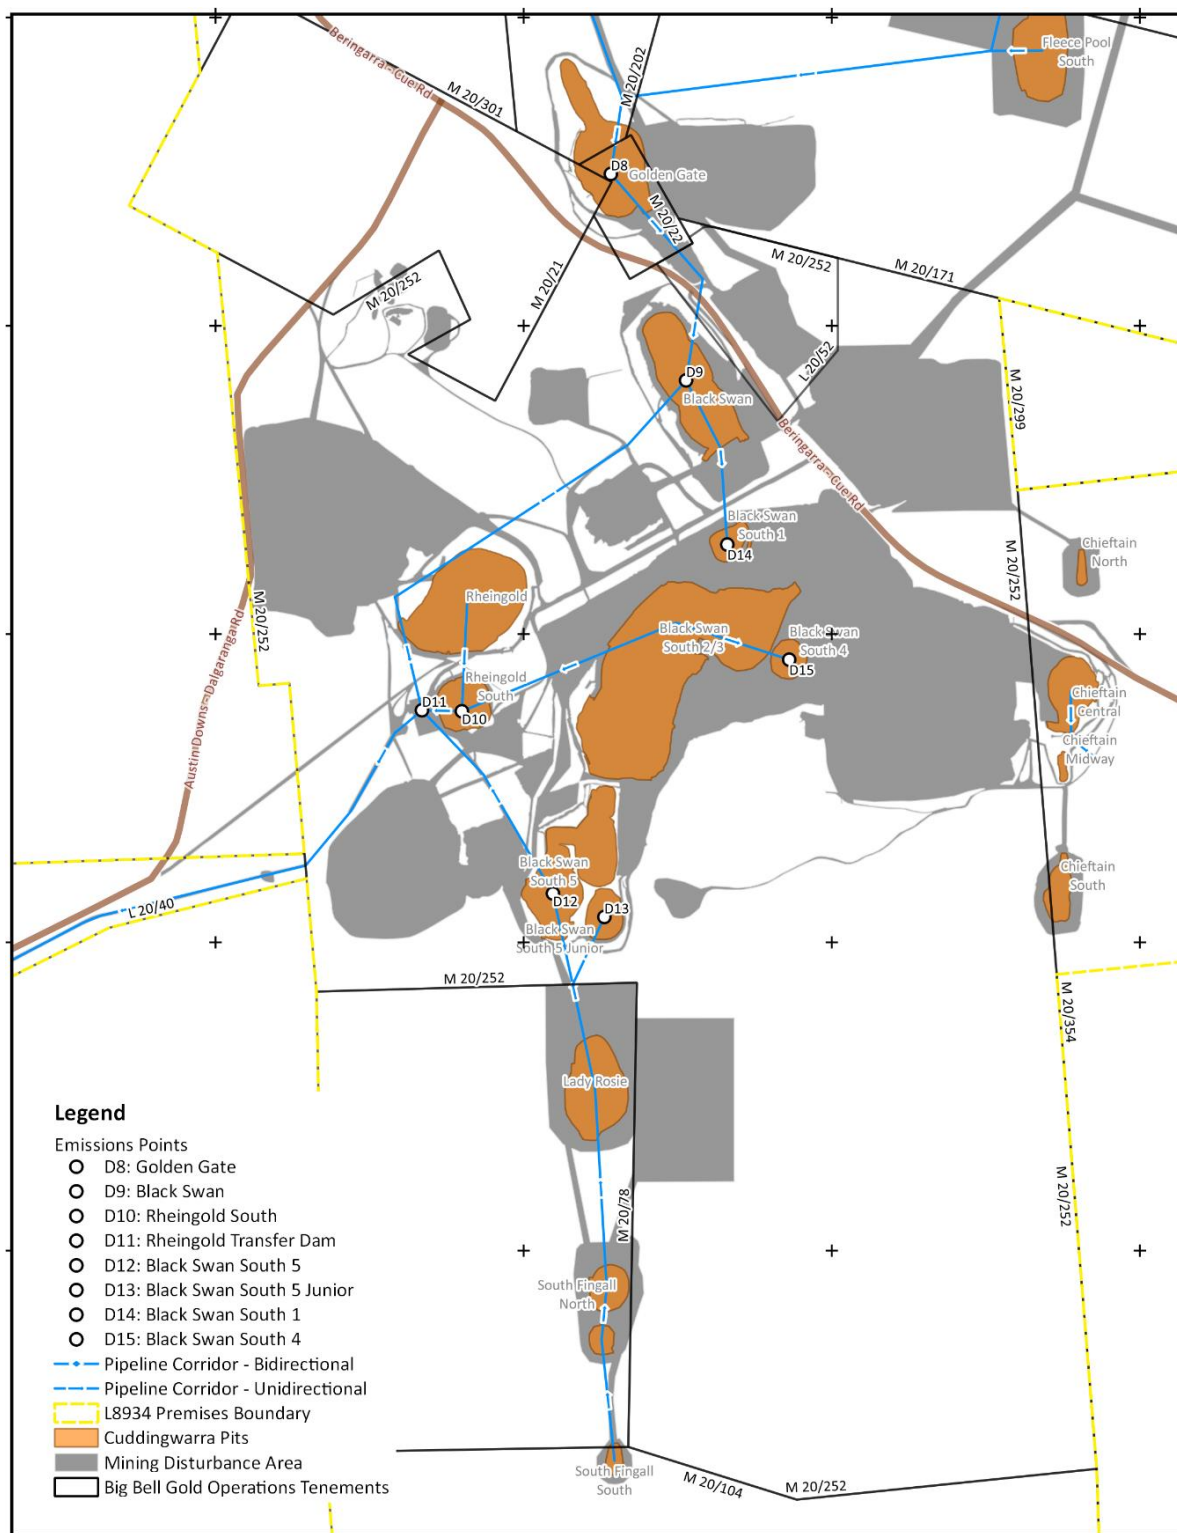 Beringarra - Cue Rd
M 20/301
M 20/202
Fleece Pool
South
D8
Golden Gate
M 20/22
M 20/252
M 20/171
M 20/252
M 20/21
L 20/52
D9
Black Swan
M 20/299
Beringarra - Cue Rd
Black Swan
South 1
D14
Chieftain
North
M 20/252
M 20/252
Rheingold
Black Swan
South 2/3
Black Swan
South 4
D15
Rheingold
South
D11
D10
Austin Downs - Dalgaranga Rd
Chieftain
Central
Chieftain
Midway
Black Swan
South 5
D12
D13
Black Swan
South 5 Junior
Chieftain
South
L 20/40
M 20/252
M 20/354
Lady Rosie
M 20/78
M 20/252
South Fingall
North
South Fingall
South
M 20/104
M 20/252
Legend
Emissions Points
D8: Golden Gate
D9: Black Swan
D10: Rheingold South
D11: Rheingold Transfer Dam
D12: Black Swan South 5
D13: Black Swan South 5 Junior
D14: Black Swan South 1
D15: Black Swan South 4
Pipeline Corridor - Bidirectional
Pipeline Corridor - Unidirectional
L8934 Premises Boundary
Cuddingwarra Pits
Mining Disturbance Area
Big Bell Gold Operations Tenements